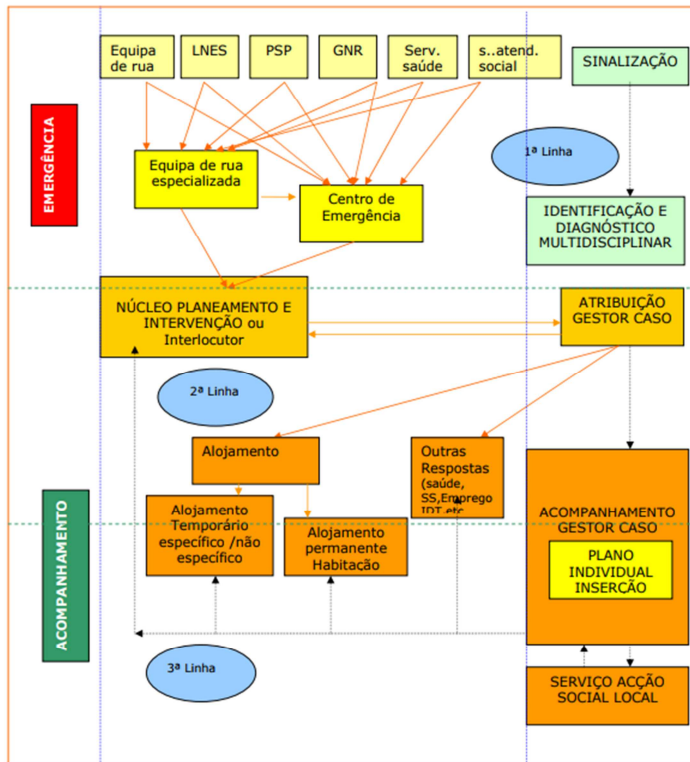 Equipa
de rua
LNES
PSP
GNR
Serv.
saúde
s..atend.
social
SINALIZAÇÃO
EMERGÊNCIA
1ª Linha
Equipa de rua
especializada
Centro de
Emergência
IDENTIFICAÇÃO E
DIAGNÓSTICO
MULTIDISCIPLINAR
NÚCLEO PLANEAMENTO E
INTERVENÇÃO ou
Interlocutor
ATRIBUIÇÃO
GESTOR CASO
2ª Linha
Alojamento
Outras
Respostas
(saúde,
SS,Emprego
IDT,etc
Alojamento
Temporário
específico /não
específico
Alojamento
permanente
Habitação
ACOMPANHAMENTO
ACOMPANHAMENTO
GESTOR CASO
PLANO
INDIVIDUAL
INSERÇÃO
3ª Linha
SERVIÇO ACÇÃO
SOCIAL LOCAL